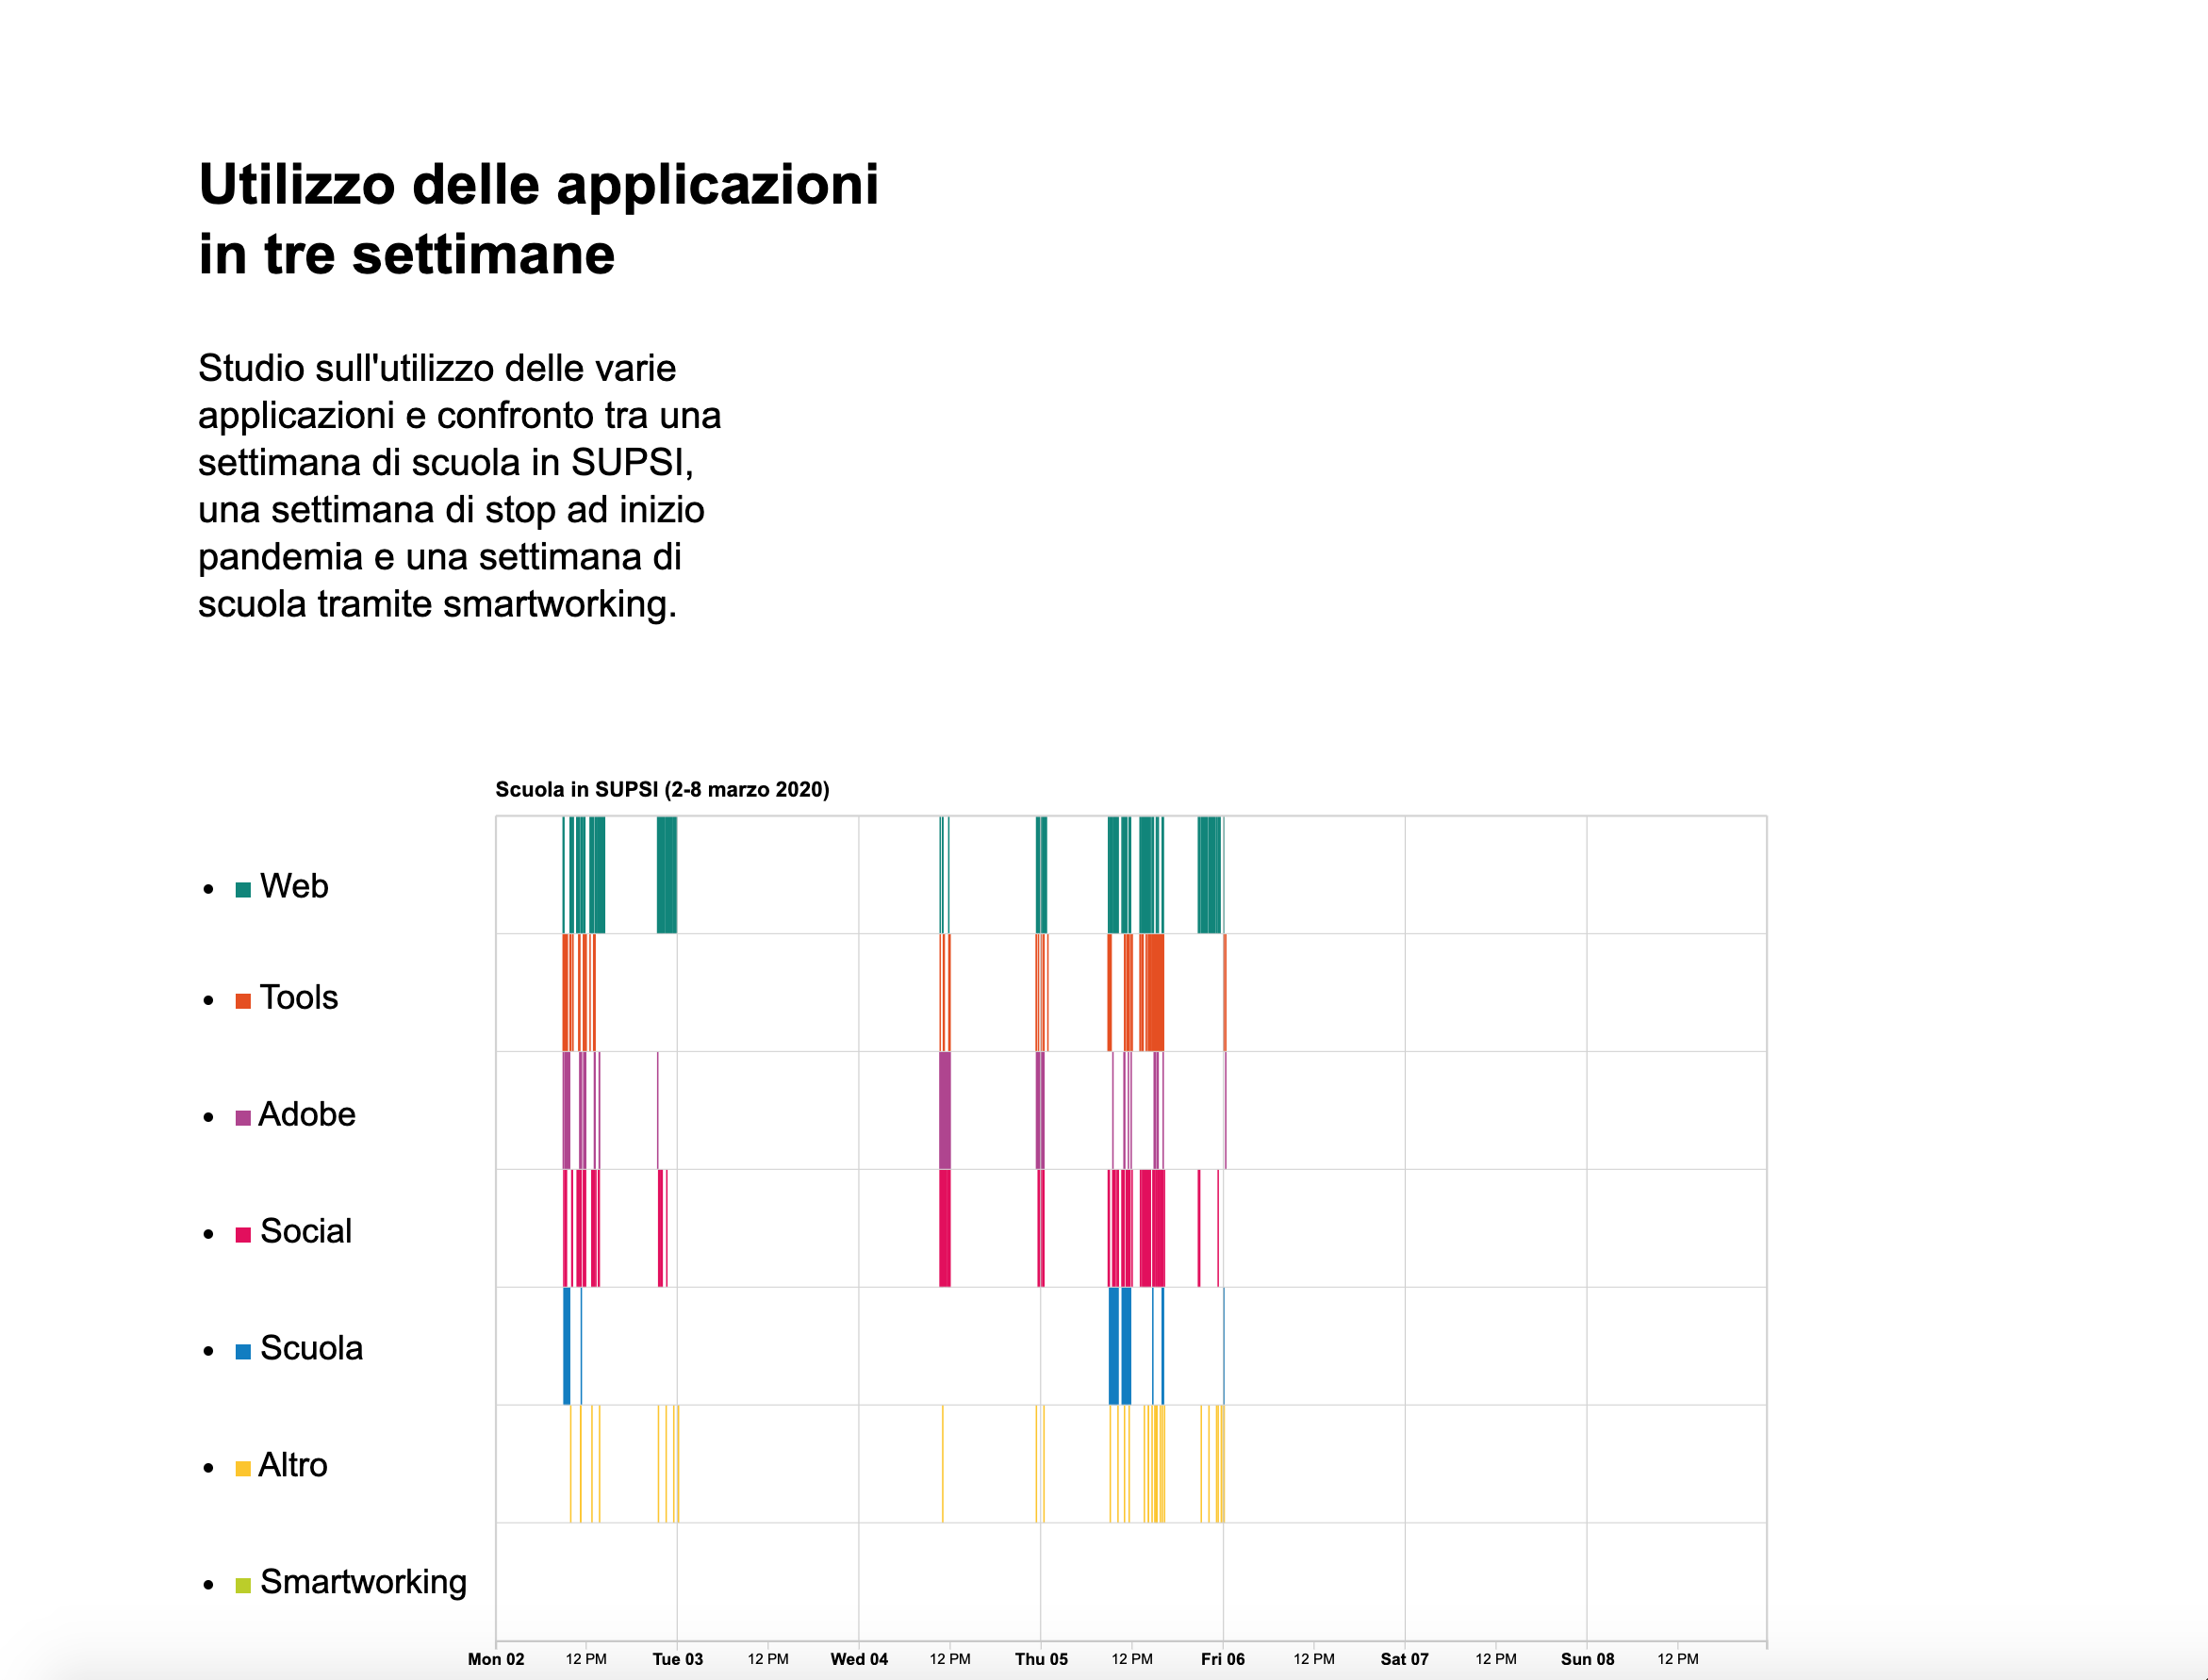 Utilizzo delle applicazioni
in tre settimane
Studio sull'utilizzo delle varie
applicazioni e confronto tra una
settimana di scuola in SUPSI,
una settimana di stop ad inizio
pandemia e una settimana di
scuola tramite smartworking.
Scuola in SUPSI (2-8 marzo 2020)
Web
Tools
Adobe
Social
Scuola
Altro
Smartworking
Mon 02 12 PM Tue 03 12 PM Wed 04 12 PM Thu 05 12 PM Fri 06 12 PM Sat 07 12 PM Sun 08 12 PM